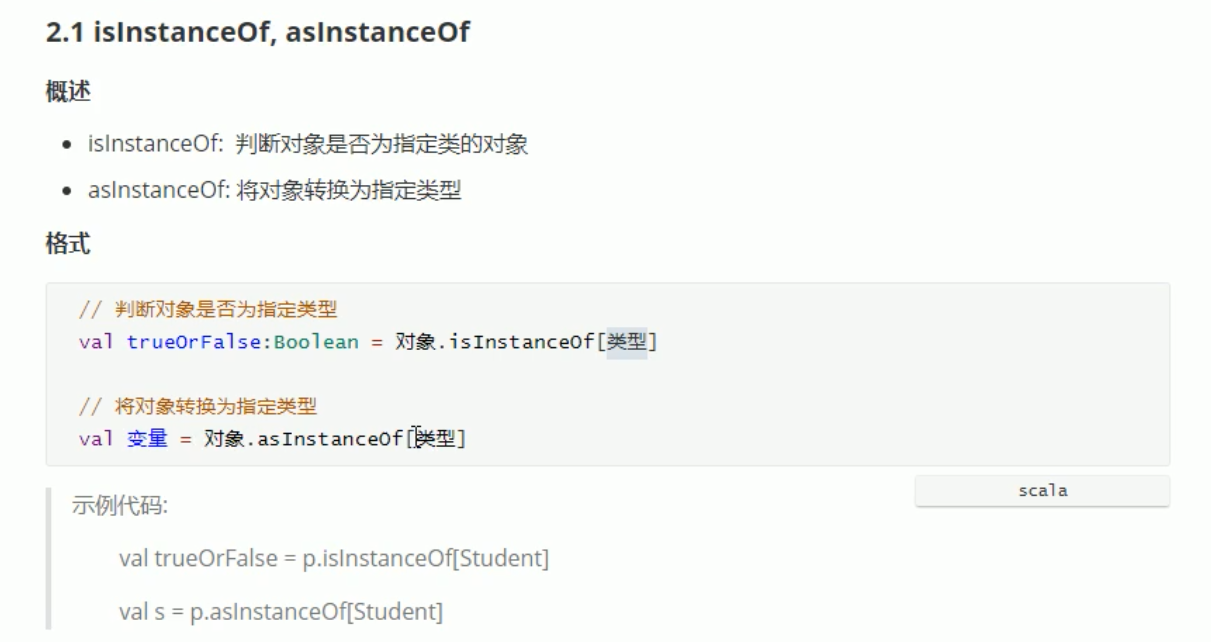 2.1 isInstanceOf, asInstanceOf
概述
• isInstanceOf: 判断对象是否为指定类的对象
• asInstanceOf: 将对象转换为指定类型
格式
// 判断对象是否为指定类型
val trueOrFalse:Boolean = 对象.isInstanceOf[类型]
// 将对象转换为指定类型
val 变量 = 对象.asInstanceOf[类型]
scala
示例代码:
val trueOrFalse = p.isInstanceOf[Student]
val s = p.asInstanceOf[Student]